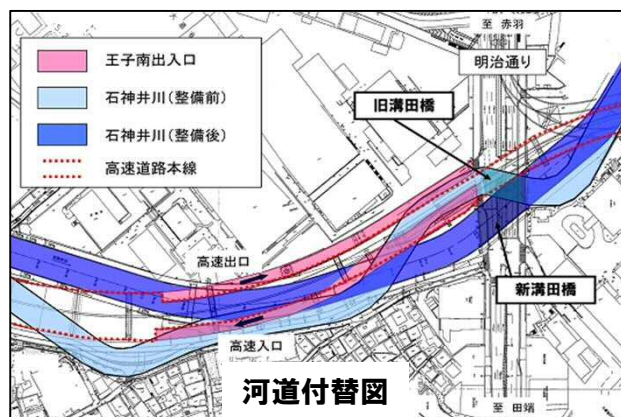 王子南出入口
石神井川(整備前)
石神井川(整備後)
高速道路本線
至 赤羽
明治通り
旧溝田橋
高速出口
新溝田橋
高速入口
河道付替図
至 田端